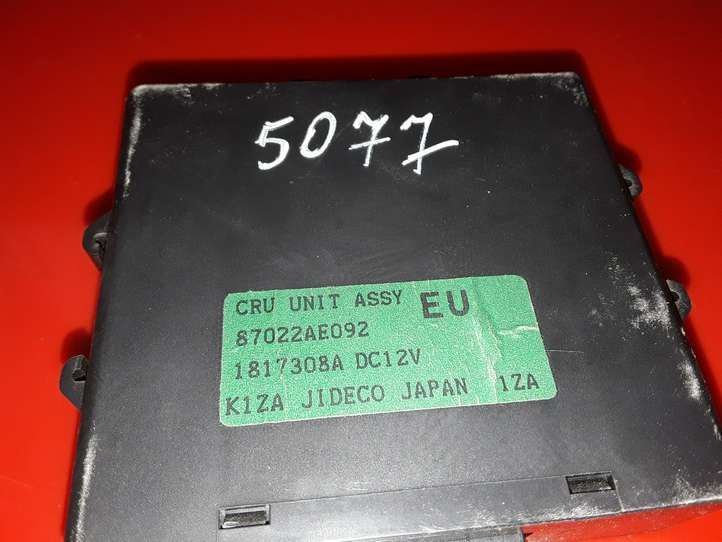 5077
CRU UNIT ASSY EU
87022AE092
1817308A DC12V
K1ZA JIDECO JAPAN 1ZA